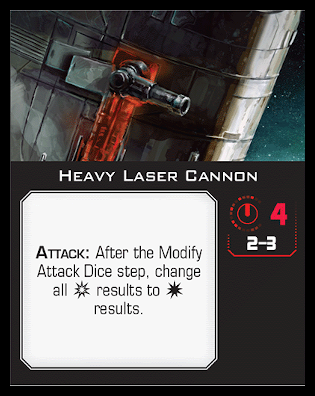 HEAVY LASER CANNON
4
2–3
ATTACK: After the Modify
Attack Dice step, change
all results to
results.